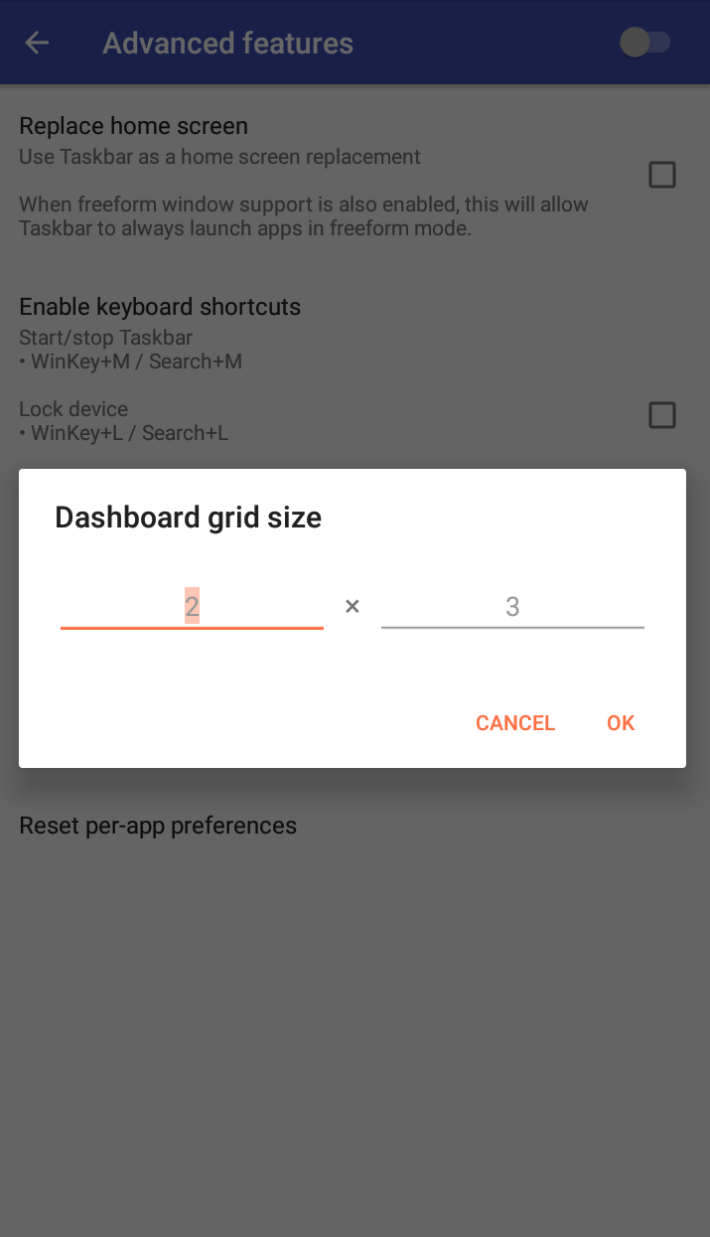 Advanced features
Replace home screen
Use Taskbar as a home screen replacement
When freeform window support is also enabled, this will allow
Taskbar to always launch apps in freeform mode.
Enable keyboard shortcuts
Start/stop Taskbar
• WinKey+M / Search+M
Lock device
• WinKey+L / Search+L
Dashboard grid size
2 × 3
CANCEL OK
Reset per-app preferences